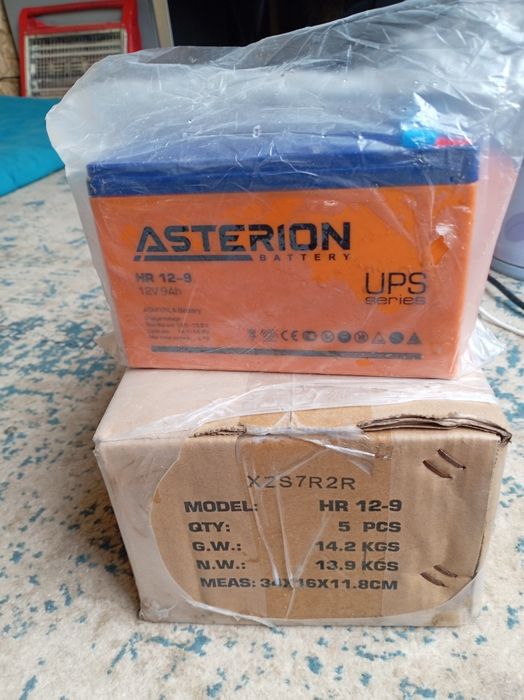 ASTERION
BATTERY
HR 12-9
12V 9Ah
UPS
series
X2S7R2R
MODEL: HR 12-9
QTY: 5 PCS
G.W.: 14.2 KGS
N.W.: 13.9 KGS
MEAS: 34X16X11.8CM